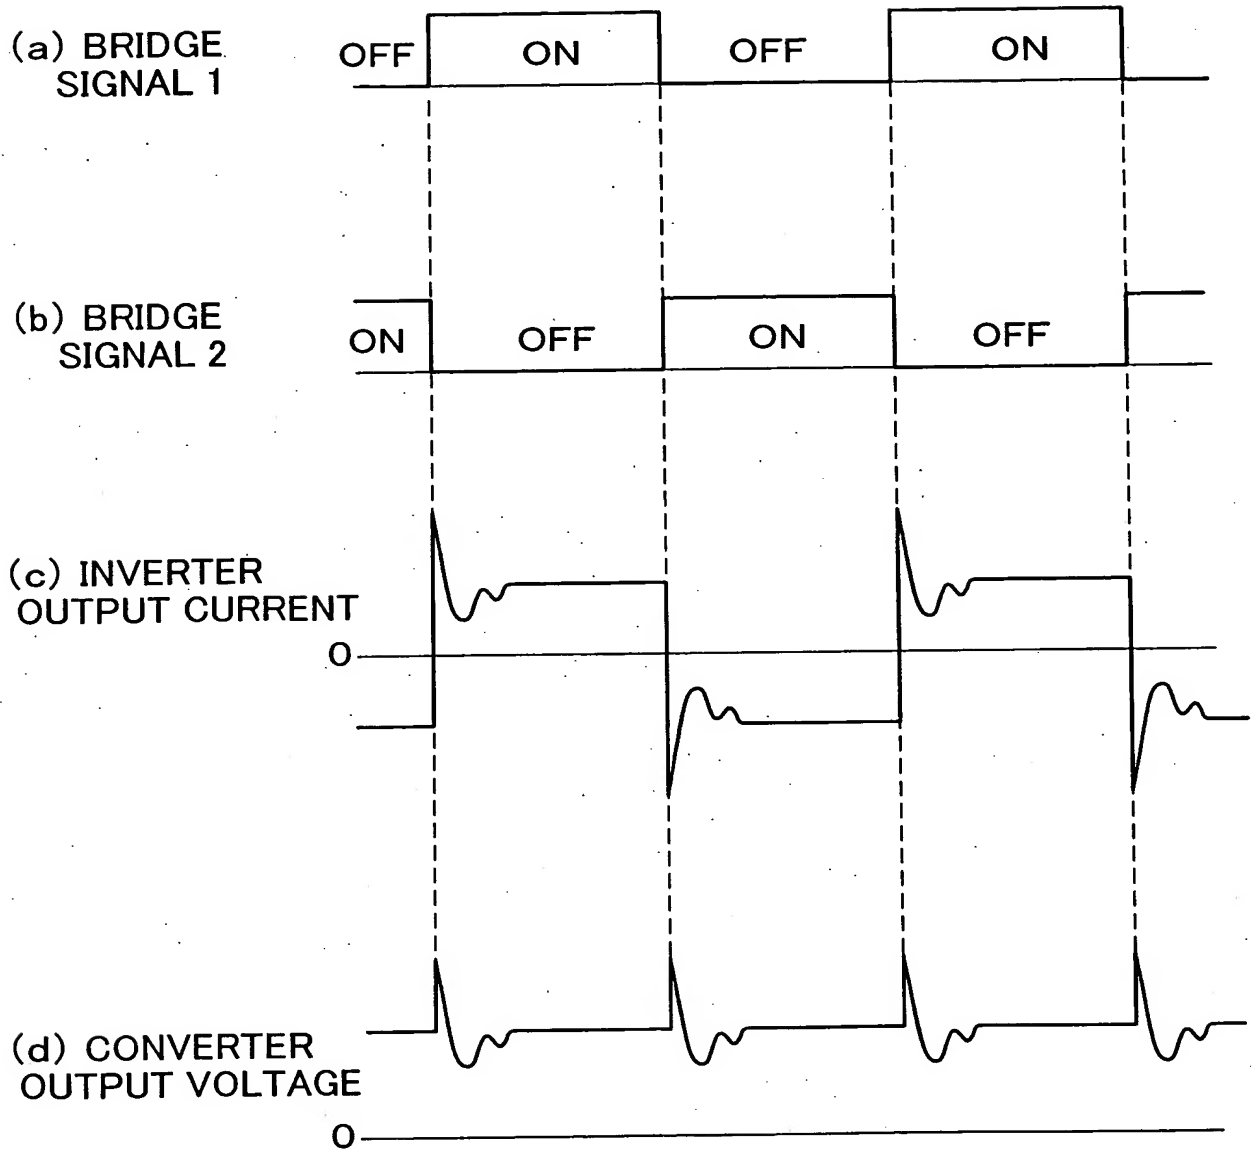 (a) BRIDGE
SIGNAL 1
OFF ON OFF ON
(b) BRIDGE
SIGNAL 2
ON OFF ON OFF
(c) INVERTER
OUTPUT CURRENT
0
(d) CONVERTER
OUTPUT VOLTAGE
0